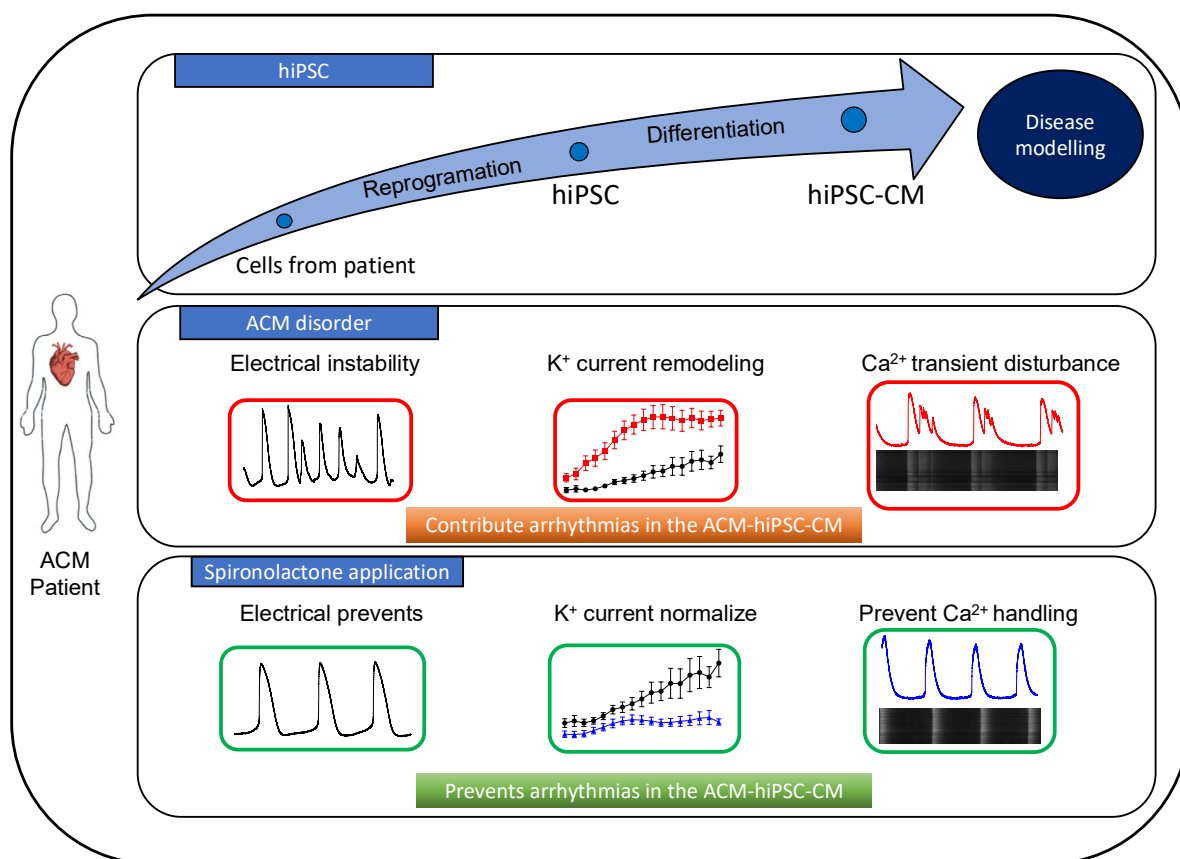 hiPSC
Reprogramation
Differentiation
Cells from patient
hiPSC
hiPSC-CM
Disease
modelling
ACM
Patient
ACM disorder
Electrical instability
K⁺ current remodeling
Ca²⁺ transient disturbance
Contribute arrhythmias in the ACM-hiPSC-CM
Spironolactone application
Electrical prevents
K⁺ current normalize
Prevent Ca²⁺ handling
Prevents arrhythmias in the ACM-hiPSC-CM